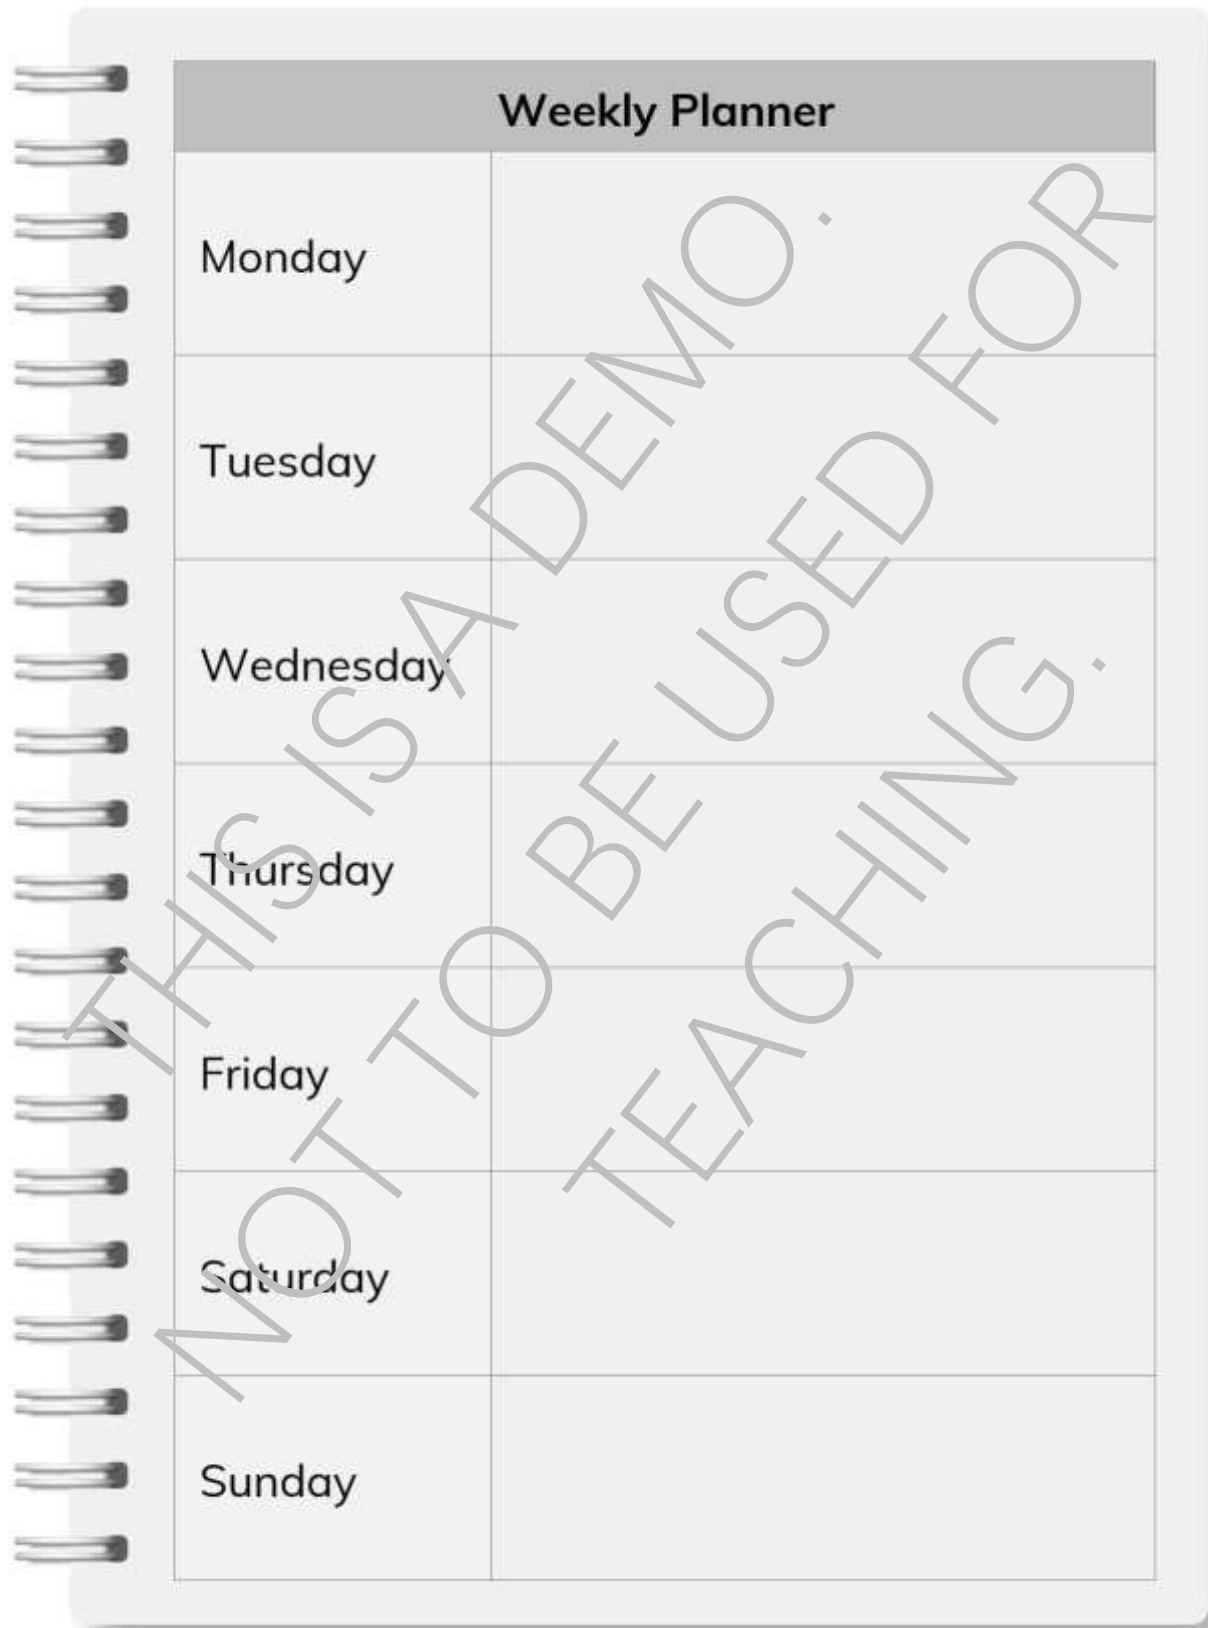 Weekly Planner
Monday
Tuesday
Wednesday
Thursday
Friday
Saturday
Sunday
THIS IS A DEMO.
NOT TO BE USED FOR
TEACHING.